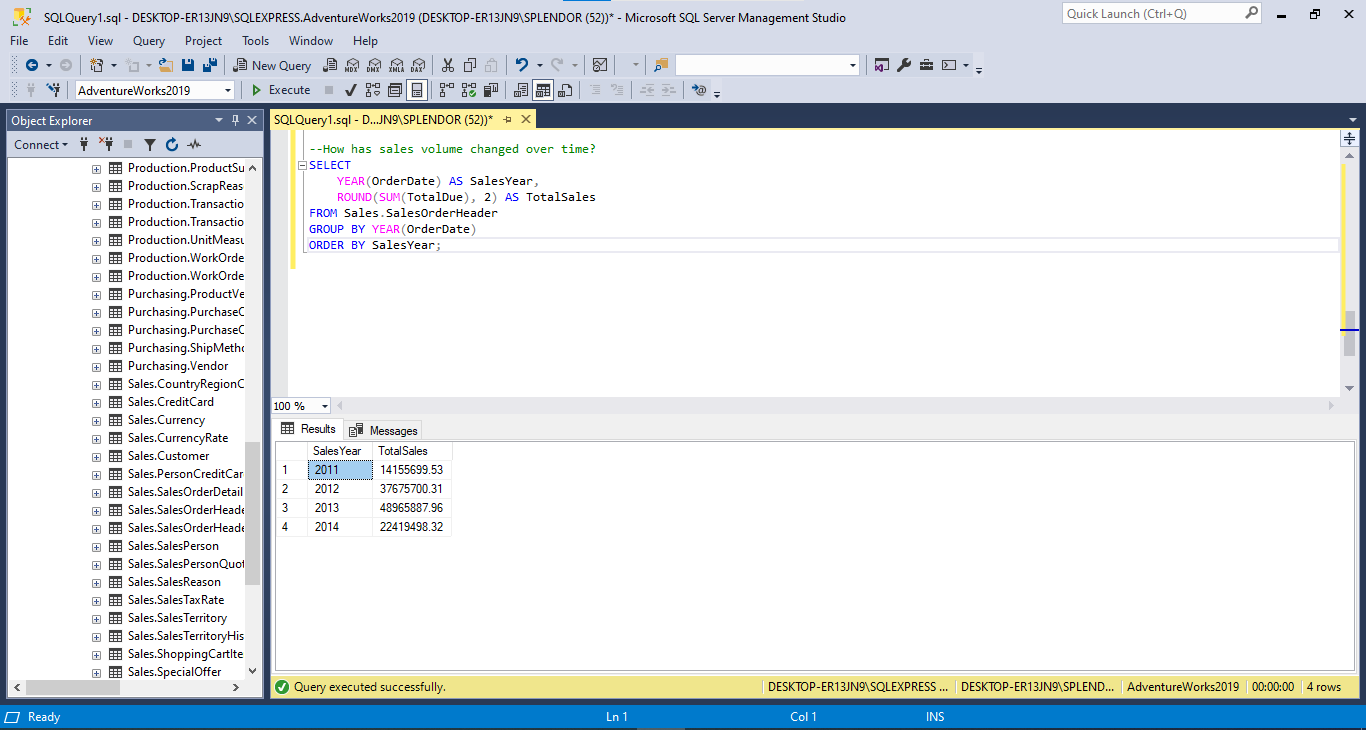 SQLQuery1.sql - DESKTOP-ER13JN9\SQLEXPRESS.AdventureWorks2019 (DESKTOP-ER13JN9\SPLENDOR (52))* - Microsoft SQL Server Management Studio
Quick Launch (Ctrl+Q)
File Edit View Query Project Tools Window Help
New Query MDX DMX XMLA DAX
AdventureWorks2019 Execute
Object Explorer
Connect
Production.ProductSu
Production.ScrapReas
Production.Transactio
Production.Transactio
Production.UnitMeasu
Production.WorkOrde
Production.WorkOrde
Purchasing.ProductVe
Purchasing.PurchaseO
Purchasing.PurchaseO
Purchasing.ShipMetho
Purchasing.Vendor
Sales.CountryRegionC
Sales.CreditCard
Sales.Currency
Sales.CurrencyRate
Sales.Customer
Sales.PersonCreditCar
Sales.SalesOrderDetail
Sales.SalesOrderHeade
Sales.SalesOrderHeade
Sales.SalesPerson
Sales.SalesPersonQuot
Sales.SalesReason
Sales.SalesTaxRate
Sales.SalesTerritory
Sales.SalesTerritoryHis
Sales.ShoppingCartIte
Sales.SpecialOffer
SQLQuery1.sql - D...JN9\SPLENDOR (52))*
--How has sales volume changed over time?
SELECT
YEAR(OrderDate) AS SalesYear,
ROUND(SUM(TotalDue), 2) AS TotalSales
FROM Sales.SalesOrderHeader
GROUP BY YEAR(OrderDate)
ORDER BY SalesYear;
100 %
Results Messages
SalesYear TotalSales
1 2011 14155699.53
2 2012 37675700.31
3 2013 48965887.96
4 2014 22419498.32
Query executed successfully. DESKTOP-ER13JN9\SQLEXPRESS ... DESKTOP-ER13JN9\SPLEND... AdventureWorks2019 00:00:00 4 rows
Ready Ln 1 Col 1 INS